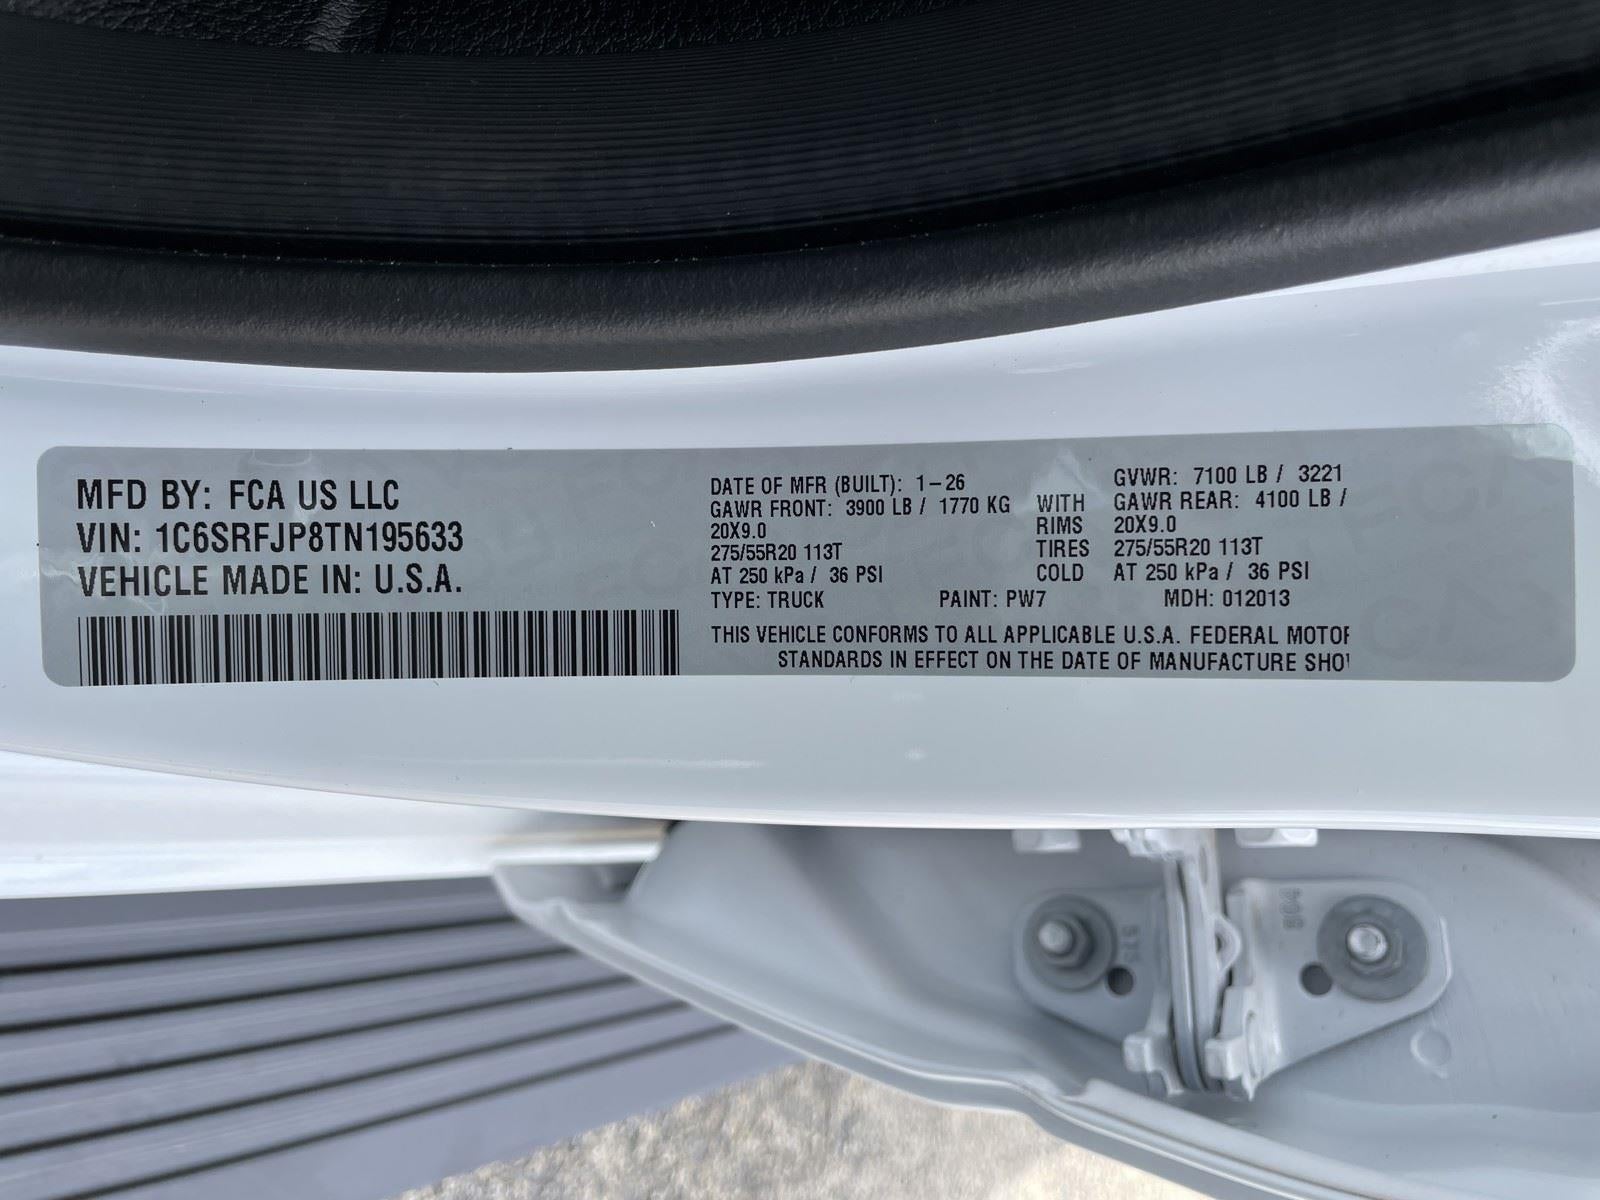 MFD BY: FCA US LLC
VIN: 1C6SRFJP8TN195633
VEHICLE MADE IN: U.S.A.
DATE OF MFR (BUILT): 1-26 GVWR: 7100 LB / 3221
GAWR FRONT: 3900 LB / 1770 KG WITH GAWR REAR: 4100 LB /
20X9.0 RIMS 20X9.0
275/55R20 113T TIRES 275/55R20 113T
AT 250 kPa / 36 PSI COLD AT 250 kPa / 36 PSI
TYPE: TRUCK PAINT: PW7 MDH: 012013
THIS VEHICLE CONFORMS TO ALL APPLICABLE U.S.A. FEDERAL MOTOR
STANDARDS IN EFFECT ON THE DATE OF MANUFACTURE SHO